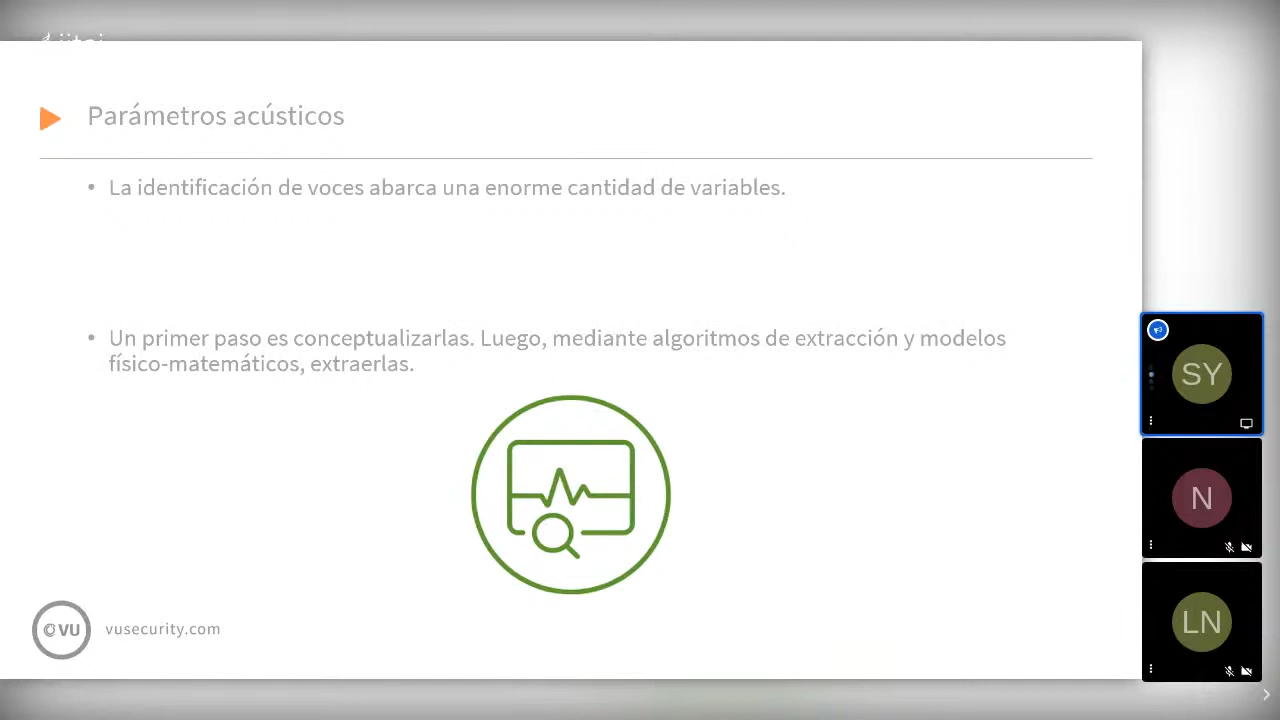 Parámetros acústicos
• La identificación de voces abarca una enorme cantidad de variables.
• Un primer paso es conceptualizarlas. Luego, mediante algoritmos de extracción y modelos
físico-matemáticos, extraerlas.
SY
N
LN
VU
vusecurity.com